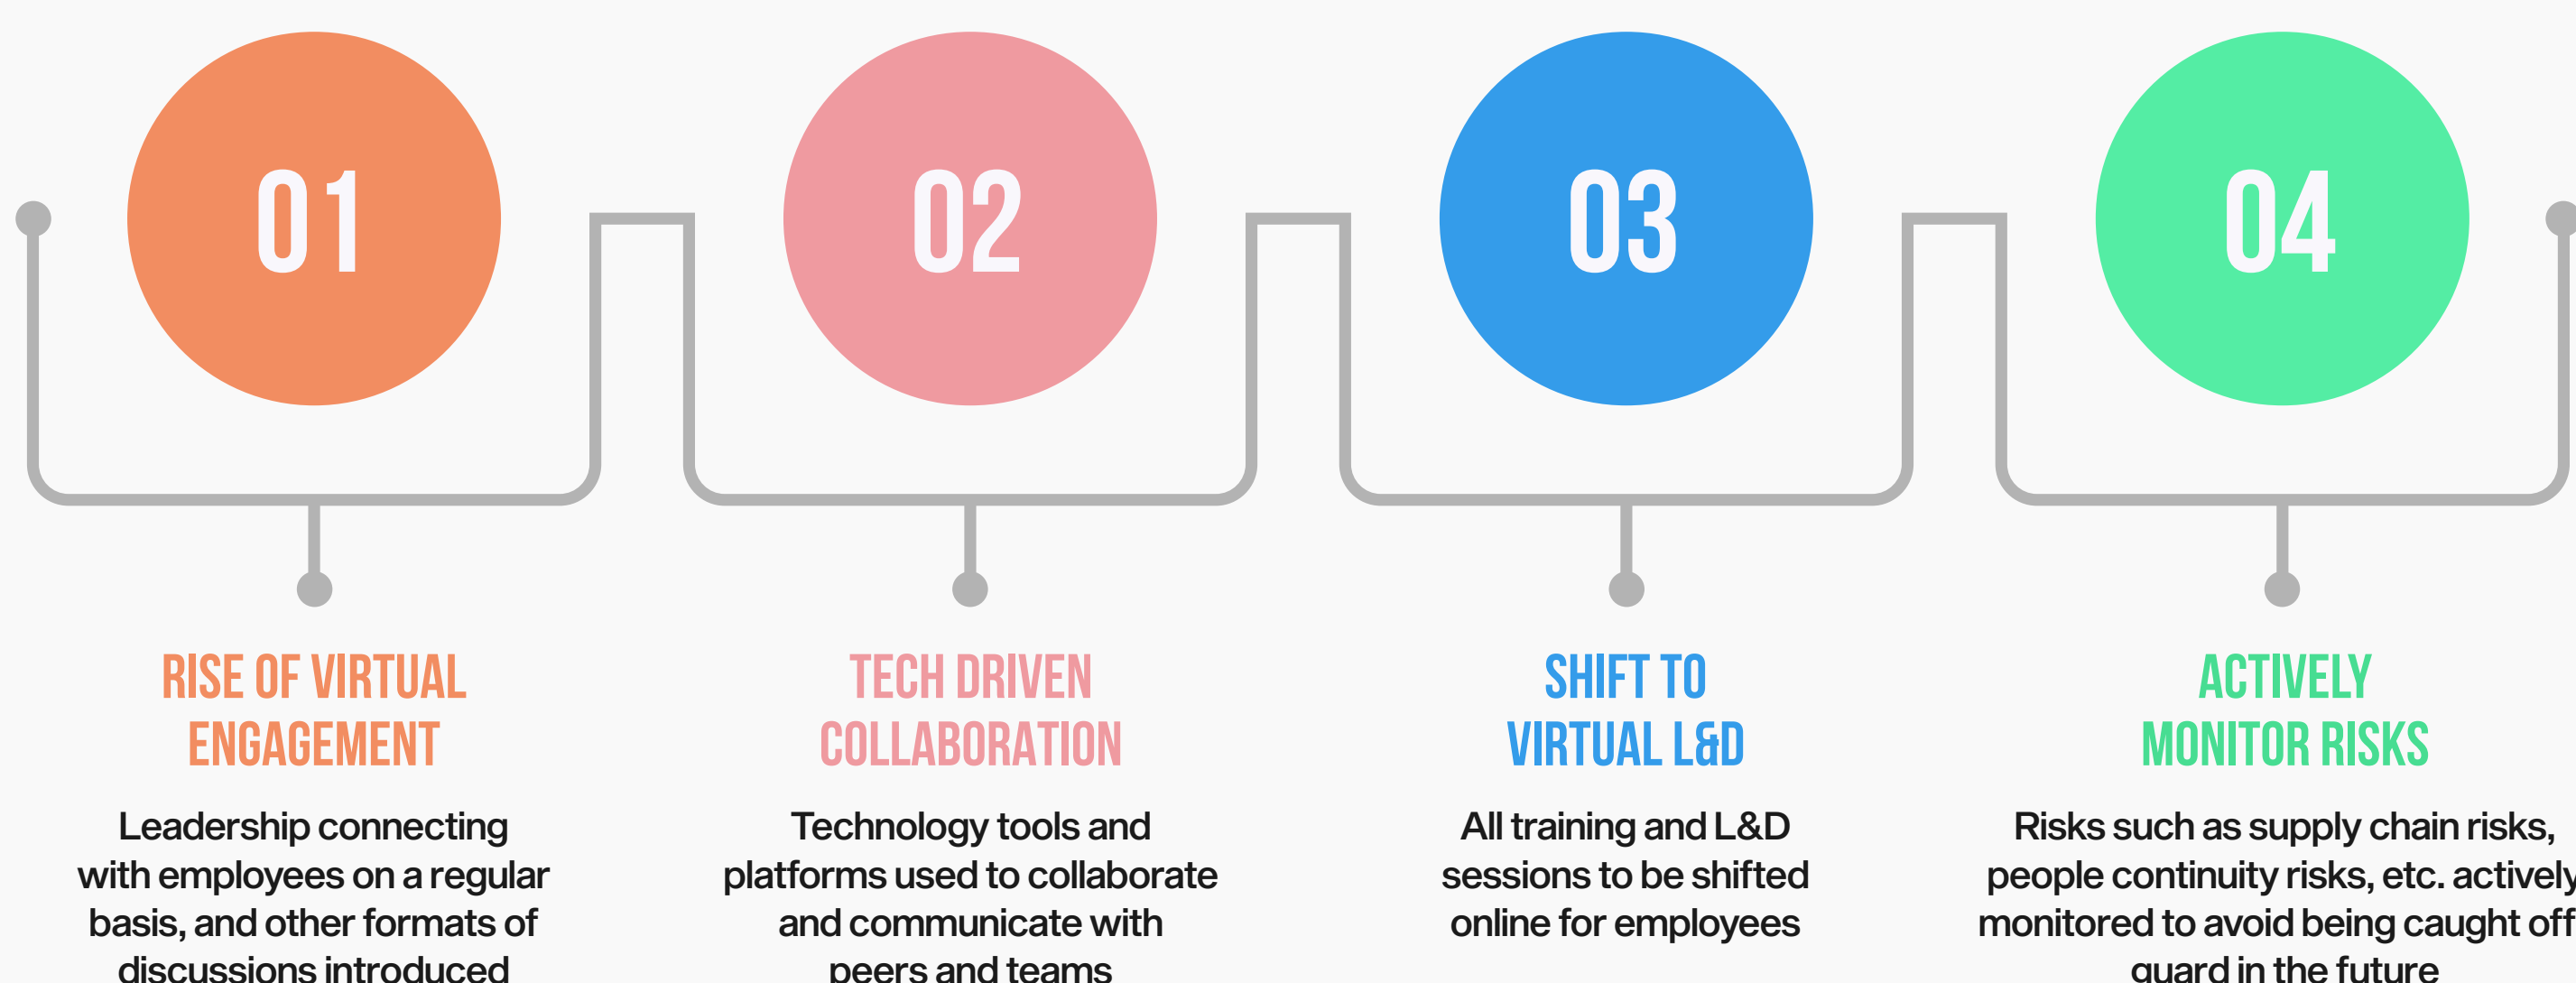 01
02
03
04
RISE OF VIRTUAL
ENGAGEMENT
Leadership connecting
with employees on a regular
basis, and other formats of
discussions introduced
TECH DRIVEN
COLLABORATION
Technology tools and
platforms used to collaborate
and communicate with
peers and teams
SHIFT TO
VIRTUAL L&D
All training and L&D
sessions to be shifted
online for employees
ACTIVELY
MONITOR RISKS
Risks such as supply chain risks,
people continuity risks, etc. actively
monitored to avoid being caught off
guard in the future